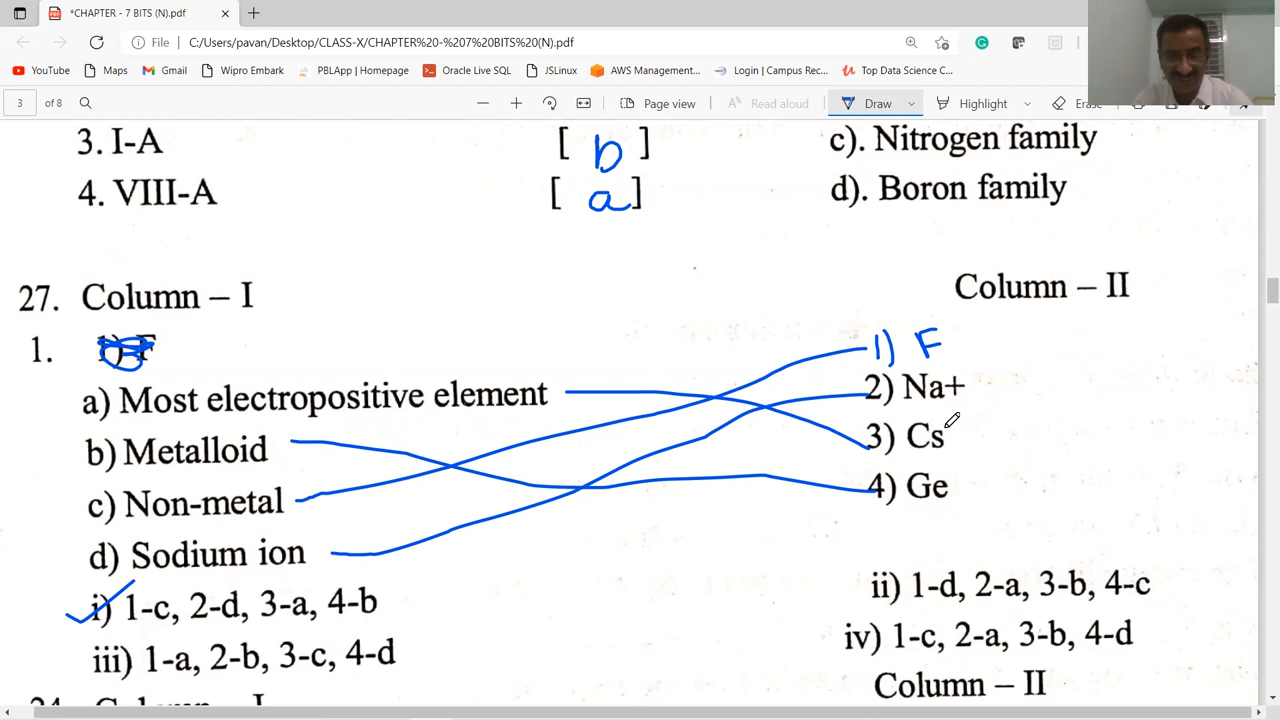 *CHAPTER - 7 BITS (N).pdf
File C:/Users/pavan/Desktop/CLASS-X/CHAPTER%20-%207%20BITS%20(N).pdf
YouTube Maps Gmail Wipro Embark PBLApp | Homepage Oracle Live SQL JSLinux AWS Management... Login | Campus Rec... Top Data Science C...
3 of 8 Page view Read aloud Draw Highlight Erase
3. I-A [ b ] c). Nitrogen family
4. VIII-A [ a ] d). Boron family
27. Column – I Column – II
1. 1) F 1) F
a) Most electropositive element 2) Na+
b) Metalloid 3) Cs
c) Non-metal 4) Ge
d) Sodium ion
i) 1-c, 2-d, 3-a, 4-b ii) 1-d, 2-a, 3-b, 4-c
iii) 1-a, 2-b, 3-c, 4-d iv) 1-c, 2-a, 3-b, 4-d
Column – II